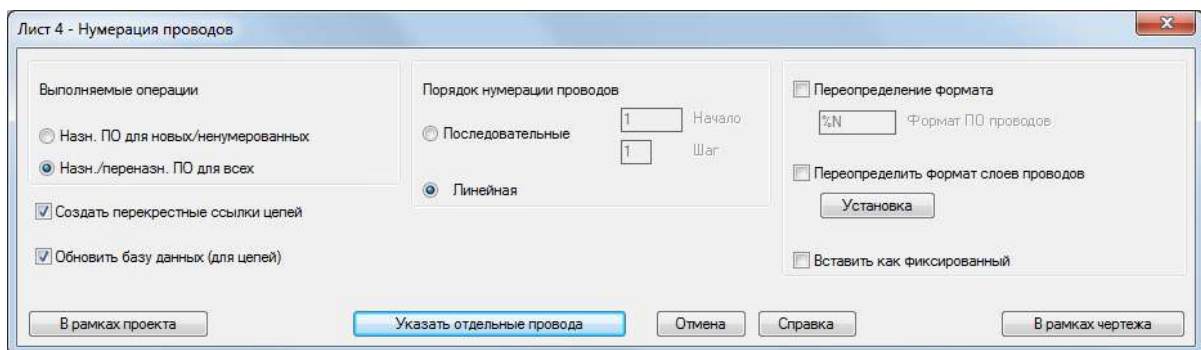 Лист 4 - Нумерация проводов
Выполняемые операции
Назн. ПО для новых/ненумерованных
Назн./переназн. ПО для всех
Создать перекрестные ссылки цепей
Обновить базу данных (для цепей)
Порядок нумерации проводов
Последовательные
1 Начало
1 Шаг
Линейная
Переопределение формата
%N Формат ПО проводов
Переопределить формат слоев проводов
Установка
Вставить как фиксированный
В рамках проекта Указать отдельные провода Отмена Справка В рамках чертежа